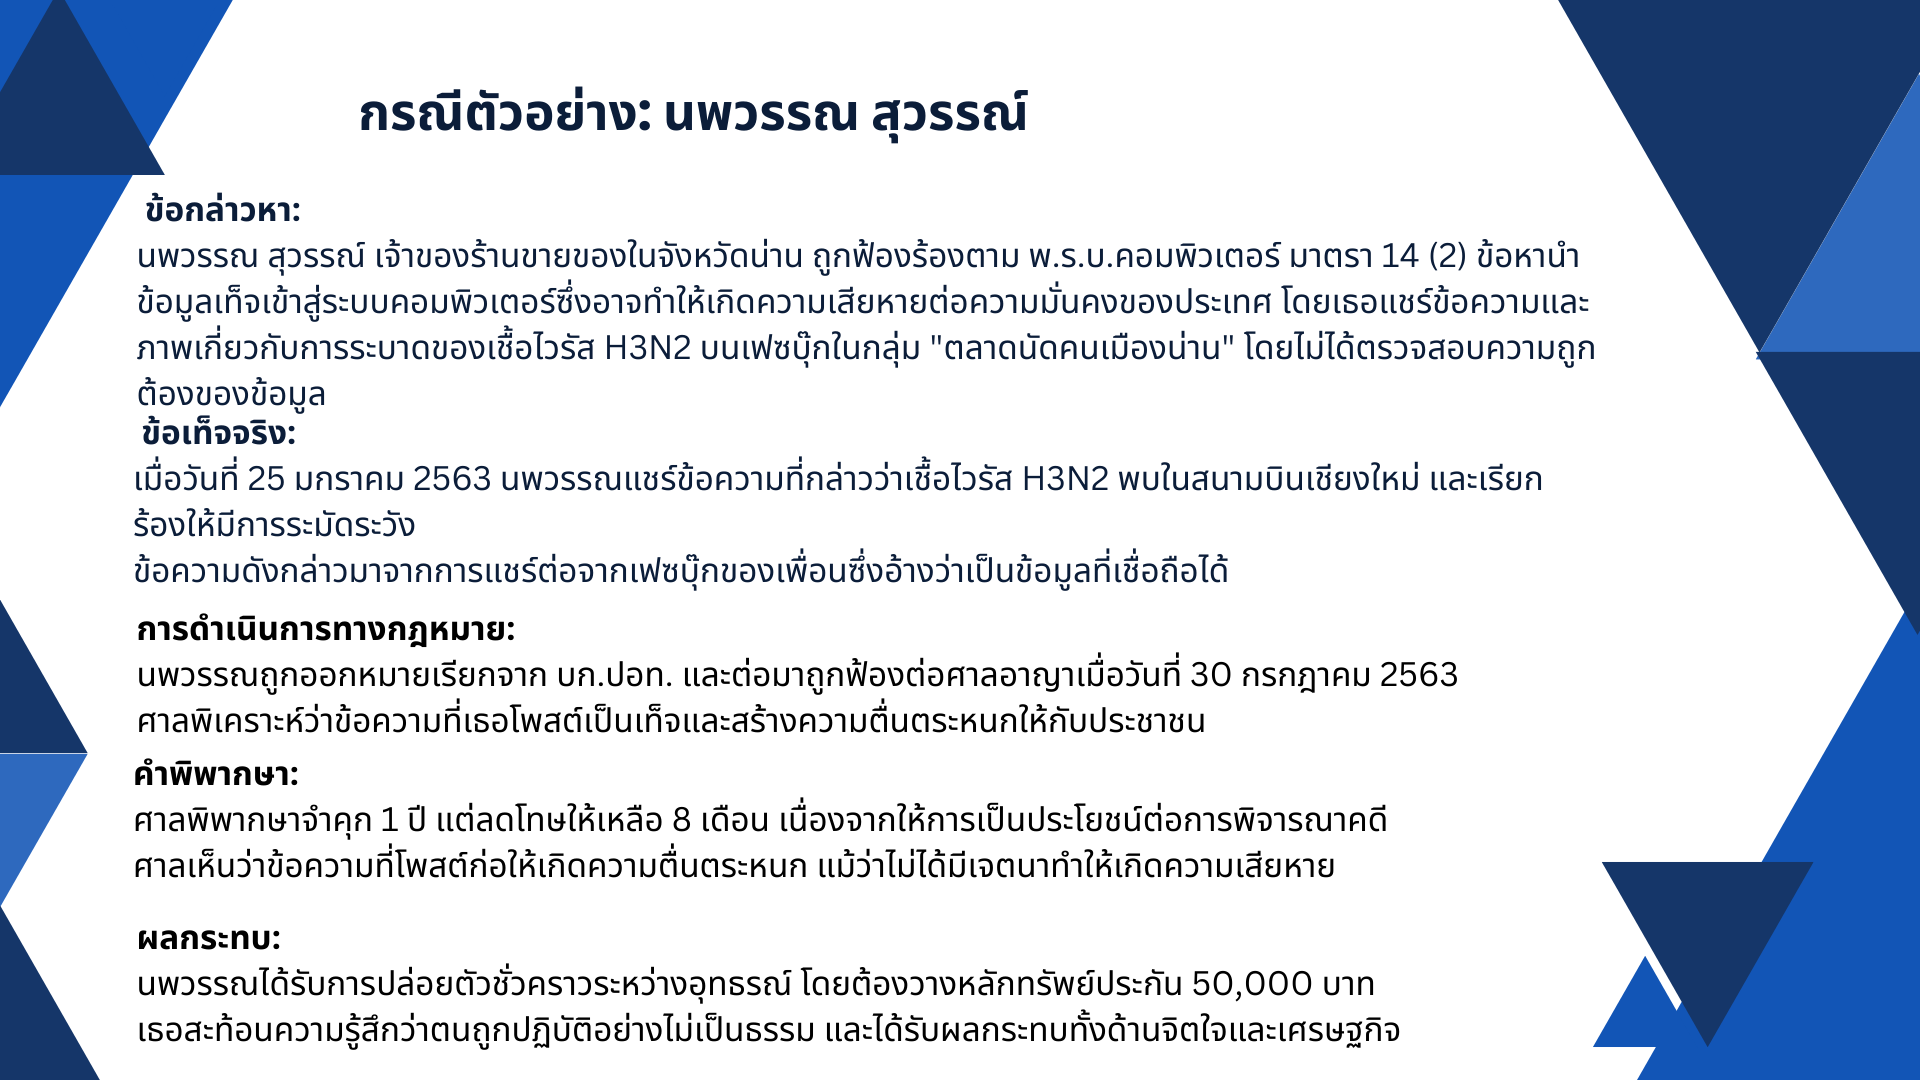 กรณีตัวอย่าง: นพวรรณ สุวรรณ์
ข้อกล่าวหา:
นพวรรณ สุวรรณ์ เจ้าของร้านขายของในจังหวัดน่าน ถูกฟ้องร้องตาม พ.ร.บ.คอมพิวเตอร์ มาตรา 14 (2) ข้อหานำ
ข้อมูลเท็จเข้าสู่ระบบคอมพิวเตอร์ซึ่งอาจทำให้เกิดความเสียหายต่อความมั่นคงของประเทศ โดยเธอแชร์ข้อความและ
ภาพเกี่ยวกับการระบาดของเชื้อไวรัส H3N2 บนเฟซบุ๊กในกลุ่ม "ตลาดนัดคนเมืองน่าน" โดยไม่ได้ตรวจสอบความถูก
ต้องของข้อมูล
ข้อเท็จจริง:
เมื่อวันที่ 25 มกราคม 2563 นพวรรณแชร์ข้อความที่กล่าวว่าเชื้อไวรัส H3N2 พบในสนามบินเชียงใหม่ และเรียก
ร้องให้มีการระมัดระวัง
ข้อความดังกล่าวมาจากการแชร์ต่อจากเฟซบุ๊กของเพื่อนซึ่งอ้างว่าเป็นข้อมูลที่เชื่อถือได้
การดำเนินการทางกฎหมาย:
นพวรรณถูกออกหมายเรียกจาก บก.ปอท. และต่อมาถูกฟ้องต่อศาลอาญาเมื่อวันที่ 30 กรกฎาคม 2563
ศาลพิเคราะห์ว่าข้อความที่เธอโพสต์เป็นเท็จและสร้างความตื่นตระหนกให้กับประชาชน
คำพิพากษา:
ศาลพิพากษาจำคุก 1 ปี แต่ลดโทษให้เหลือ 8 เดือน เนื่องจากให้การเป็นประโยชน์ต่อการพิจารณาคดี
ศาลเห็นว่าข้อความที่โพสต์ก่อให้เกิดความตื่นตระหนก แม้ว่าไม่ได้มีเจตนาทำให้เกิดความเสียหาย
ผลกระทบ:
นพวรรณได้รับการปล่อยตัวชั่วคราวระหว่างอุทธรณ์ โดยต้องวางหลักทรัพย์ประกัน 50,000 บาท
เธอสะท้อนความรู้สึกว่าตนถูกปฏิบัติอย่างไม่เป็นธรรม และได้รับผลกระทบทั้งด้านจิตใจและเศรษฐกิจ